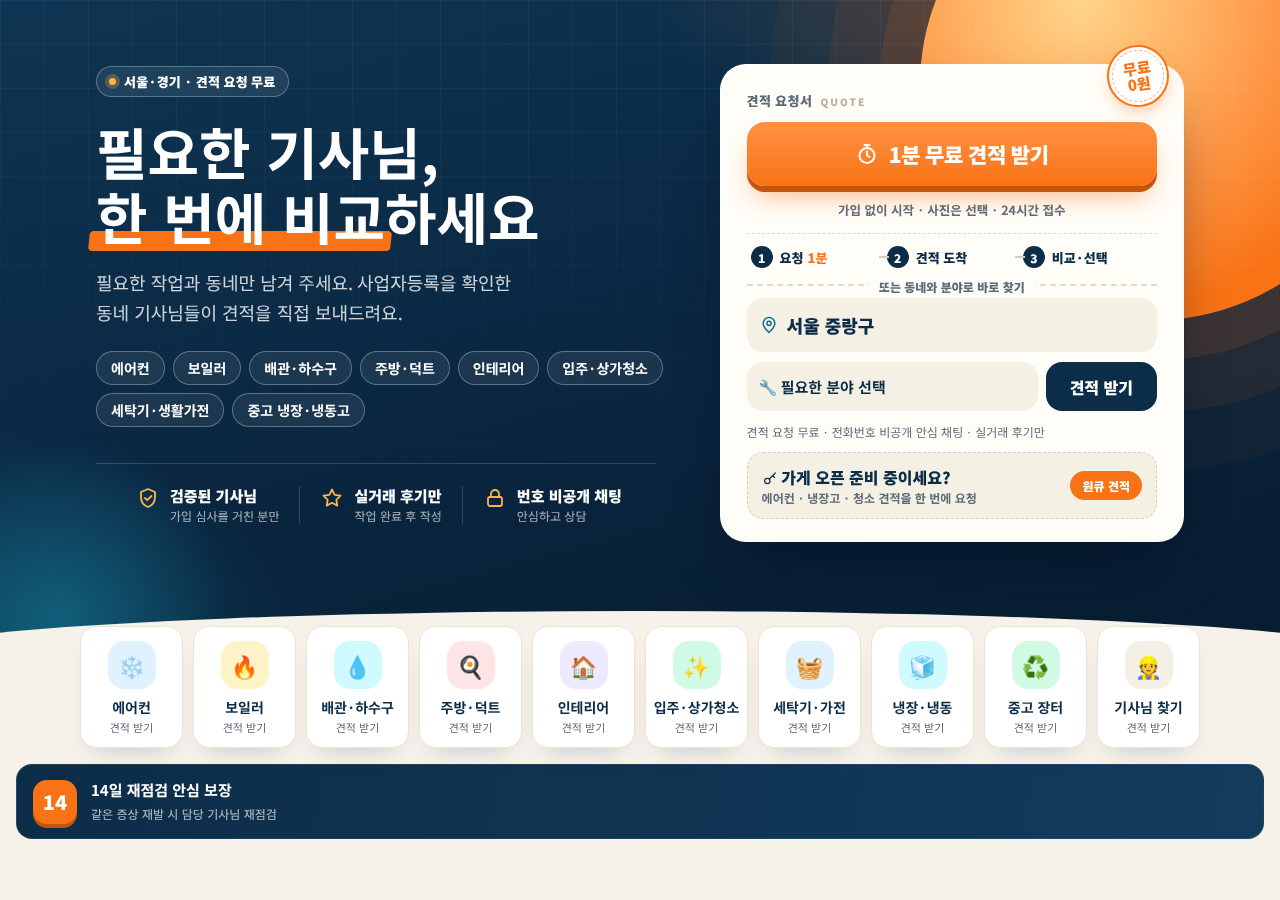 서울·경기 · 견적 요청 무료
필요한 기사님,
한 번에 비교하세요
필요한 작업과 동네만 남겨 주세요. 사업자등록을 확인한
동네 기사님들이 견적을 직접 보내드려요.
에어컨 보일러 배관·하수구 주방·덕트 인테리어 입주·상가청소
세탁기·생활가전 중고 냉장·냉동고
검증된 기사님
가입 심사를 거친 분만
실거래 후기만
작업 완료 후 작성
번호 비공개 채팅
안심하고 상담
무료
0원
견적 요청서 QUOTE
1분 무료 견적 받기
가입 없이 시작 · 사진은 선택 · 24시간 접수
1 요청 1분 2 견적 도착 3 비교·선택
또는 동네와 분야로 바로 찾기
서울 중랑구
필요한 분야 선택 견적 받기
견적 요청 무료 · 전화번호 비공개 안심 채팅 · 실거래 후기만
가게 오픈 준비 중이세요?
에어컨 · 냉장고 · 청소 견적을 한 번에 요청
원큐 견적
에어컨
견적 받기
보일러
견적 받기
배관·하수구
견적 받기
주방·덕트
견적 받기
인테리어
견적 받기
입주·상가청소
견적 받기
세탁기·가전
견적 받기
냉장·냉동
견적 받기
중고 장터
견적 받기
기사님 찾기
견적 받기
14
14일 재점검 안심 보장
같은 증상 재발 시 담당 기사님 재점검